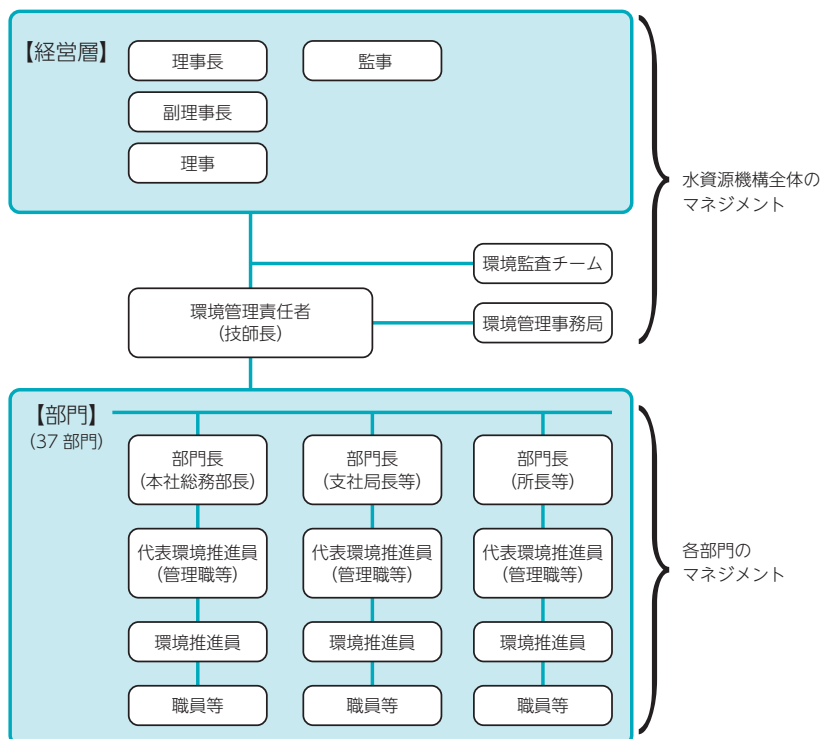 【経営層】
理事長
監事
副理事長
理事
水資源機構全体の
マネジメント
環境監査チーム
環境管理責任者
(技師長)
環境管理事務局
【部門】
(37 部門)
部門長
(本社総務部長)
部門長
(支社局長等)
部門長
(所長等)
代表環境推進員
(管理職等)
代表環境推進員
(管理職等)
代表環境推進員
(管理職等)
各部門の
マネジメント
環境推進員
環境推進員
環境推進員
職員等
職員等
職員等